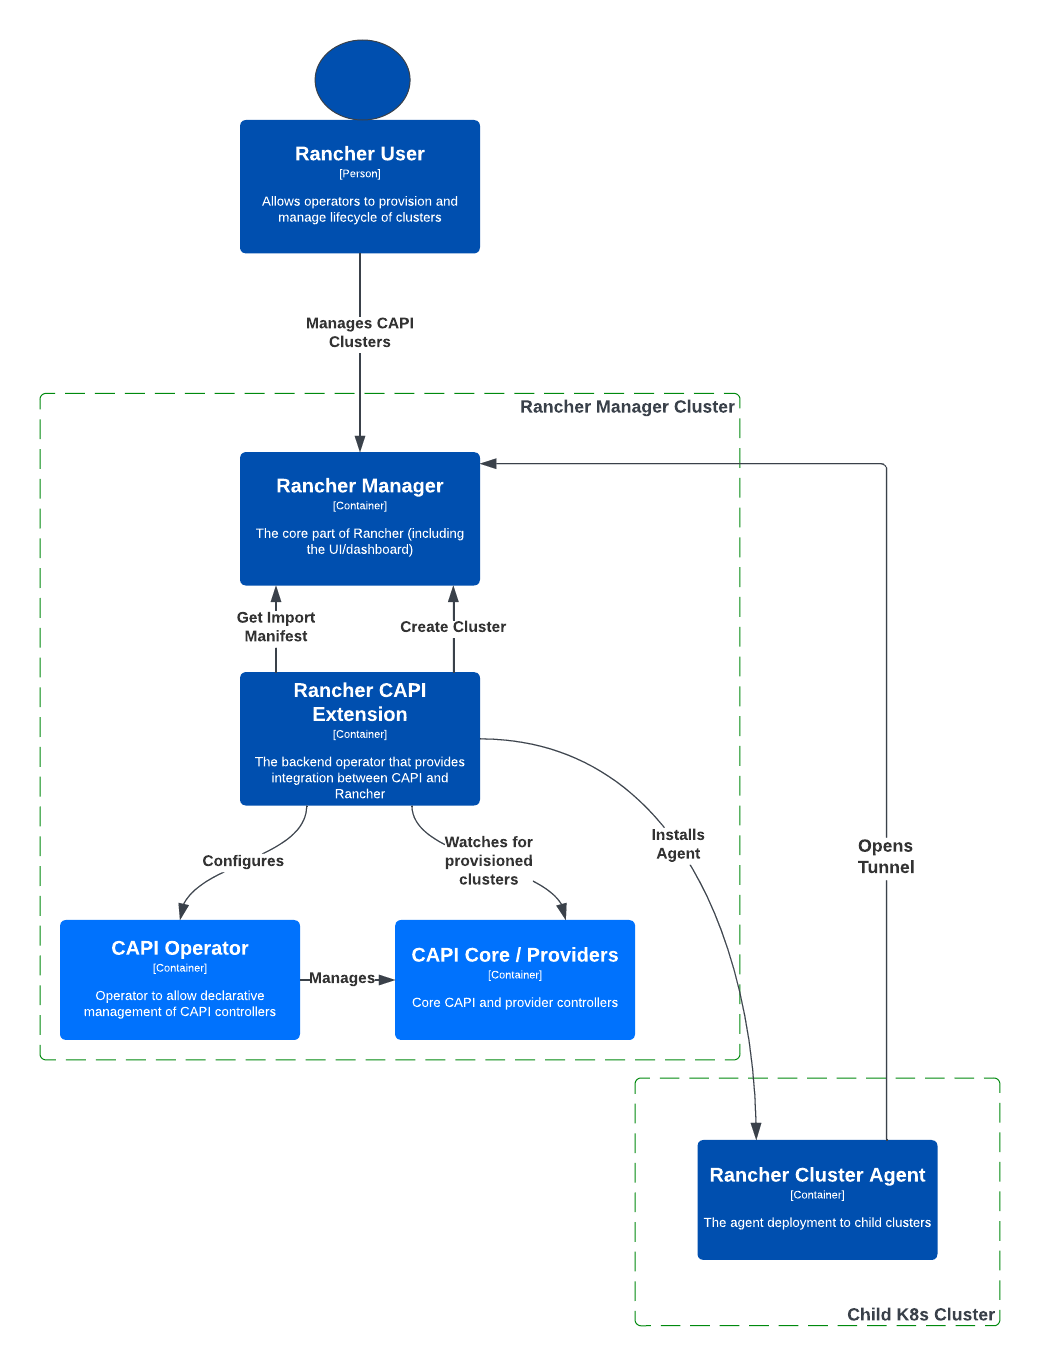 Rancher User
[Person]
Allows operators to provision and
manage lifecycle of clusters
Manages CAPI
Clusters
Rancher Manager Cluster
Rancher Manager
[Container]
The core part of Rancher (including
the UI/dashboard)
Get Import
Manifest
Create Cluster
Rancher CAPI
Extension
[Container]
The backend operator that provides
integration between CAPI and
Rancher
Configures
Watches for
provisioned
clusters
Installs
Agent
Opens
Tunnel
CAPI Operator
[Container]
Operator to allow declarative
management of CAPI controllers
Manages
CAPI Core / Providers
[Container]
Core CAPI and provider controllers
Rancher Cluster Agent
[Container]
The agent deployment to child clusters
Child K8s Cluster